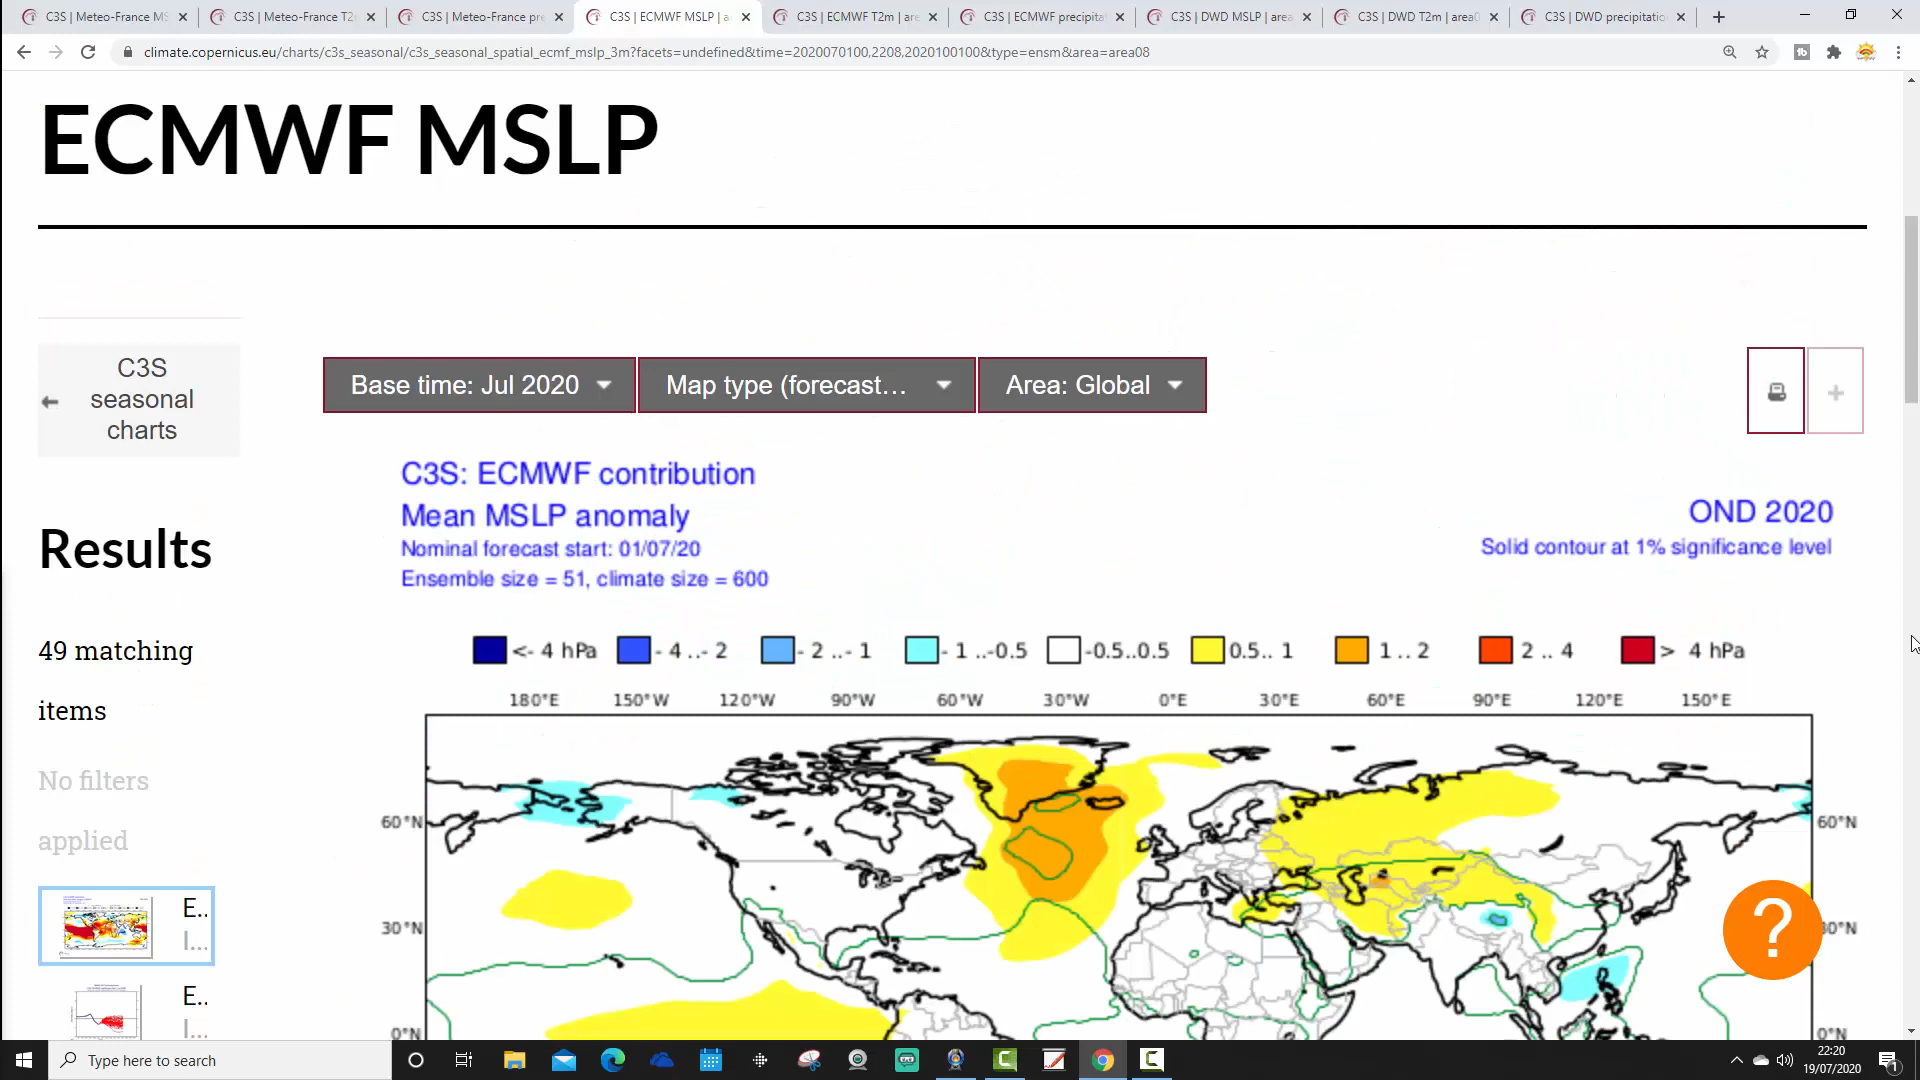 C3S | Meteo-France MS
C3S | Meteo-France T2
C3S | Meteo-France pre
C3S | ECMWF MSLP | a
C3S | ECMWF T2m | are
C3S | ECMWF precipita
C3S | DWD MSLP | area
C3S | DWD T2m | area0
C3S | DWD precipitatio
climate.copernicus.eu/charts/c3s_seasonal/c3s_seasonal_spatial_ecmf_mslp_3m?facets=undefined&time=2020070100,2208,2020100100&type=ensm&area=area08
ECMWF MSLP
C3S
seasonal
charts
Base time: Jul 2020
Map type (forecast…
Area: Global
Results
49 matching
items
No filters
applied
E..
I...
E..
I...
C3S: ECMWF contribution
Mean MSLP anomaly
Nominal forecast start: 01/07/20
Ensemble size = 51, climate size = 600
OND 2020
Solid contour at 1% significance level
<- 4 hPa - 4 ..- 2 - 2 ..- 1 - 1 ..-0.5 -0.5..0.5 0.5.. 1 1 .. 2 2 .. 4 > 4 hPa
180°E 150°W 120°W 90°W 60°W 30°W 0°E 30°E 60°E 90°E 120°E 150°E
60°N 60°N
30°N 30°N
0°N 0°N
?
Type here to search
22:20
19/07/2020
1